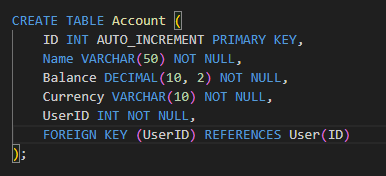 CREATE TABLE Account (
    ID INT AUTO_INCREMENT PRIMARY KEY,
    Name VARCHAR(50) NOT NULL,
    Balance DECIMAL(10, 2) NOT NULL,
    Currency VARCHAR(10) NOT NULL,
    UserID INT NOT NULL,
    FOREIGN KEY (UserID) REFERENCES User(ID)
);